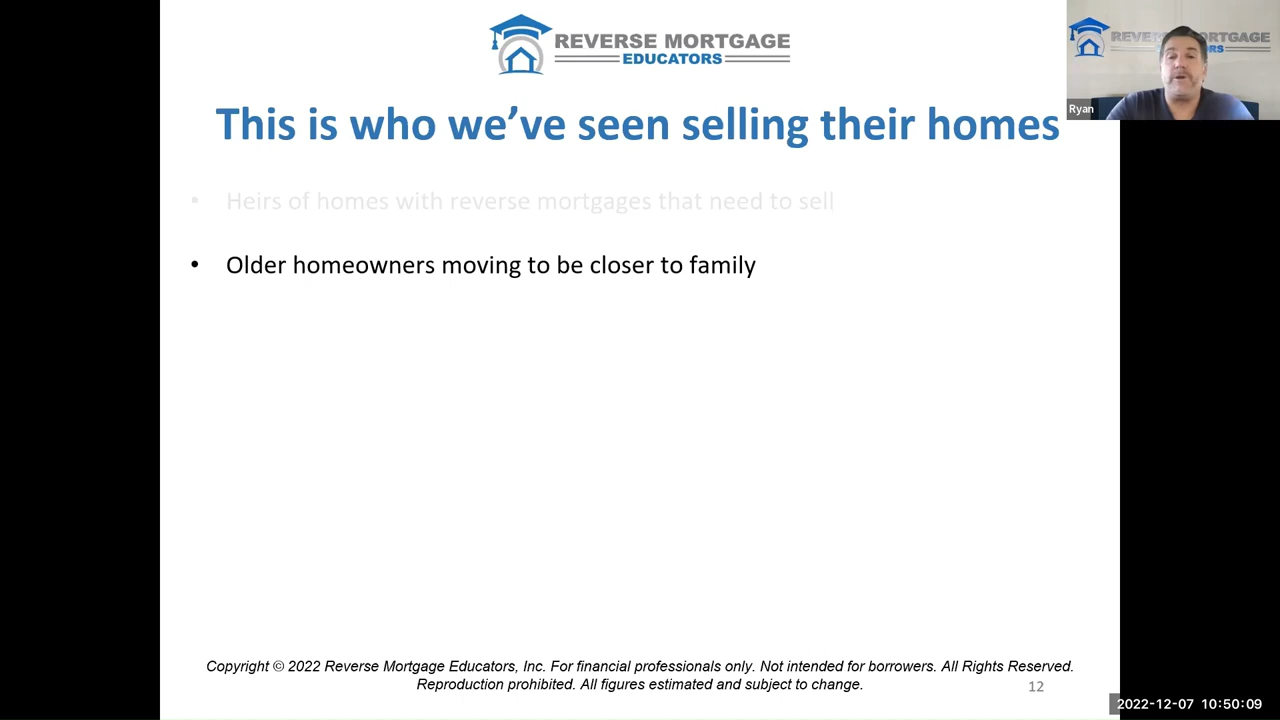 REVERSE MORTGAGE
EDUCATORS
This is who we've seen selling their homes
• Heirs of homes with reverse mortgages that need to sell
• Older homeowners moving to be closer to family
Copyright © 2022 Reverse Mortgage Educators, Inc. For financial professionals only. Not intended for borrowers. All Rights Reserved.
Reproduction prohibited. All figures estimated and subject to change.
12
Ryan
2022-12-07 10:50:09